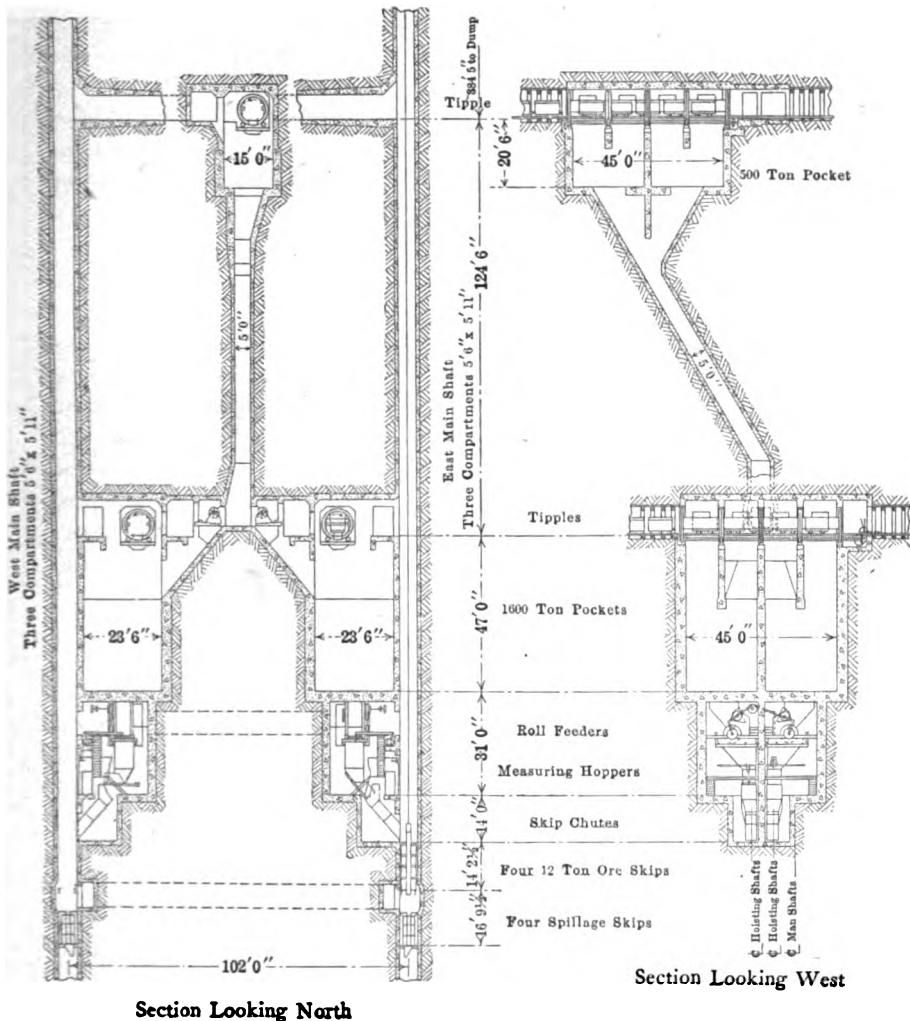 884′5″ to Dump
Tipple
15′0″
20′6″
45′0″
500 Ton Pocket
124′6″
5′0″
5′0″
West Main Shaft
Three Compartments 5′6″x 5′11″
East Main Shaft
Three Compartments 5′6″x 5′11″
Tipples
23′6″
23′6″
47′0″
1600 Ton Pockets
45′0″
31′0″
Roll Feeders
Measuring Hoppers
14′0″
Skip Chutes
14′2½″
Four 12 Ton Ore Skips
16′9½″
Four Spillage Skips
℄ Hoisting Shafts
℄ Hoisting Shafts
℄ Man Shafts
102′0″
Section Looking West
Section Looking North